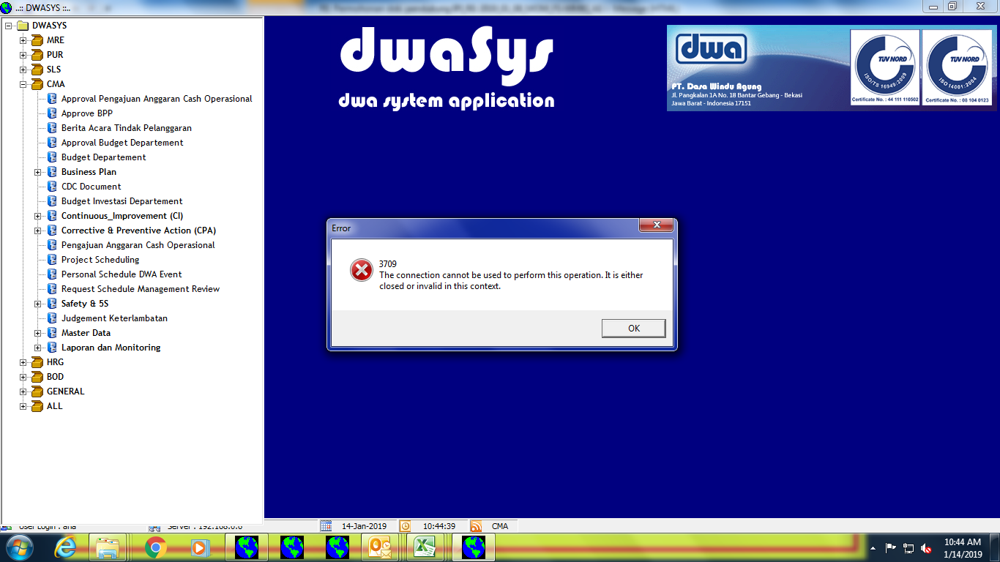 ..:: DWASYS ::..
DWASYS
MRE
PUR
SLS
CMA
Approval Pengajuan Anggaran Cash Operasional
Approve BPP
Berita Acara Tindak Pelanggaran
Approval Budget Departement
Budget Departement
Business Plan
CDC Document
Budget Investasi Departement
Continuous_Improvement (CI)
Corrective & Preventive Action (CPA)
Pengajuan Anggaran Cash Operasional
Project Scheduling
Personal Schedule DWA Event
Request Schedule Management Review
Safety & 5S
Judgement Keterlambatan
Master Data
Laporan dan Monitoring
HRG
BOD
GENERAL
ALL
dwaSys
dwa system application
dwa
PT. Dasa Windu Agung
Jl. Pangkalan 1A No. 18 Bantar Gebang - Bekasi
Jawa Barat - Indonesia 17151
TUV NORD
ISO/TS 16949:2009
Certificate No. : 44 111 110502
TUV NORD
ISO 14001:2004
Certificate No. : 08 104 0123
Error
3709
The connection cannot be used to perform this operation. It is either
closed or invalid in this context.
OK
User Login : ana
Server : 192.168.0.6
14-Jan-2019
10:44:39
CMA
10:44 AM
1/14/2019